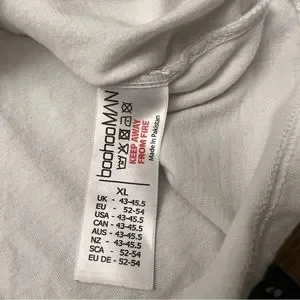 boohooMAN
KEEP AWAY
FROM FIRE
Made in Pakistan
XL
UK - 43-45.5
EU - 52-54
USA - 43-45.5
CAN - 43-45.5
AUS - 43-45.5
NZ - 43-45.5
SCA - 52-54
EU DE - 52-54